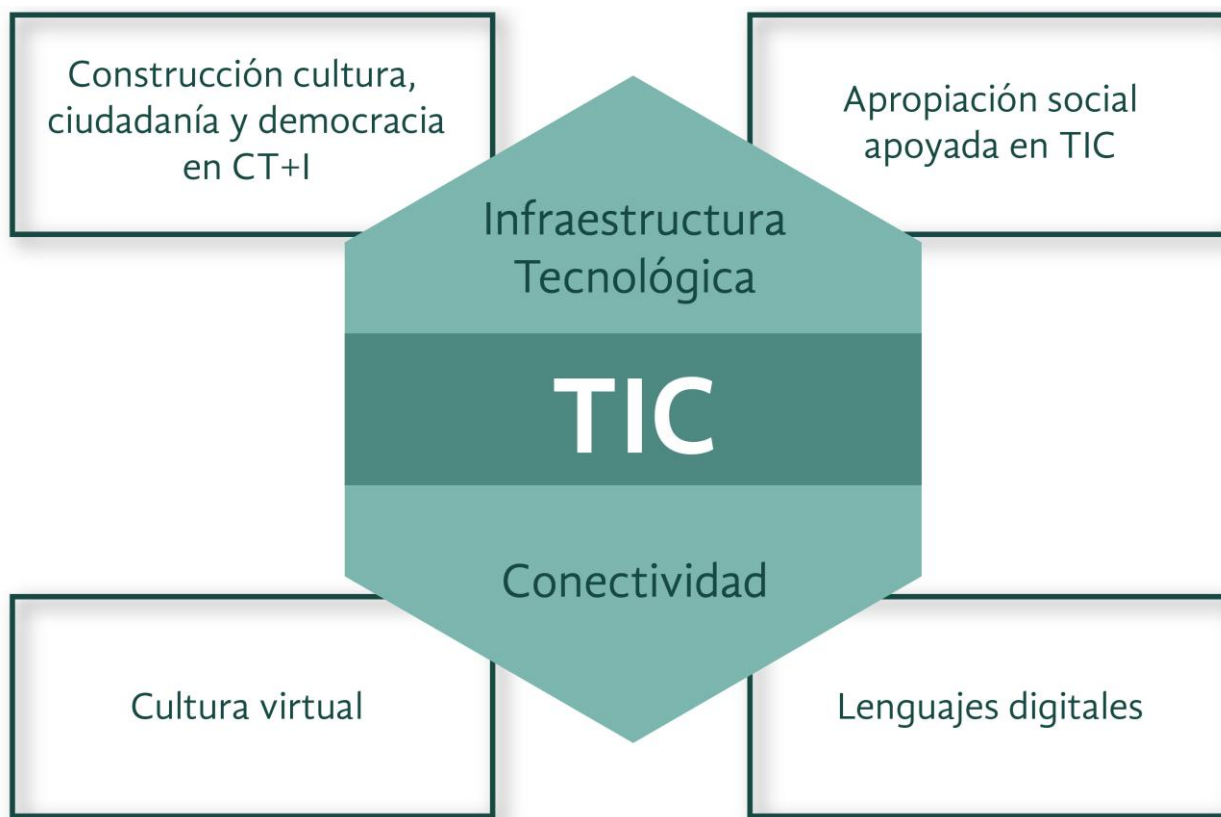 Construcción cultura,
ciudadanía y democracia
en CT+I
Apropiación social
apoyada en TIC
Infraestructura
Tecnológica
TIC
Conectividad
Cultura virtual
Lenguajes digitales